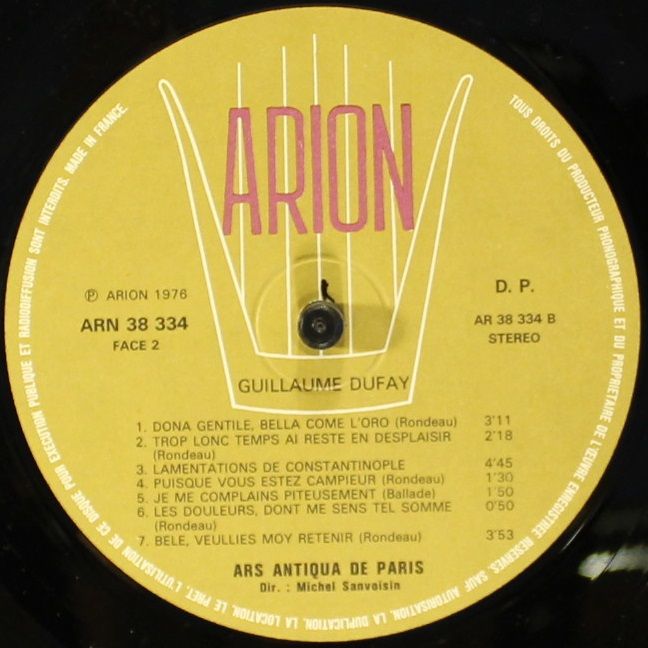 ARION
℗ ARION 1976
ARN 38 334
FACE 2
D. P.
AR 38 334 B
STEREO
GUILLAUME DUFAY
1. DONA GENTILE, BELLA COME L'ORO (Rondeau) 3'11
2. TROP LONC TEMPS AI RESTE EN DESPLAISIR 2'18
(Rondeau)
3. LAMENTATIONS DE CONSTANTINOPLE 4'45
4. PUISQUE VOUS ESTEZ CAMPIEUR (Rondeau) 1'30
5. JE ME COMPLAINS PITEUSEMENT (Ballade) 1'50
6. LES DOULEURS, DONT ME SENS TEL SOMME 0'50
(Rondeau)
7. BELE, VEULLIES MOY RETENIR (Rondeau) 3'53
ARS ANTIQUA DE PARIS
Dir. : Michel Sanvoisin
TOUS DROITS DU PRODUCTEUR PHONOGRAPHIQUE ET DU PROPRIETAIRE DE L'ŒUVRE ENREGISTREE RESERVES. SAUF AUTORISATION, LA DUPLICATION, LA LOCATION, LE PRET, L'UTILISATION DE CE DISQUE POUR EXECUTION PUBLIQUE ET RADIODIFFUSION SONT INTERDITS. MADE IN FRANCE.